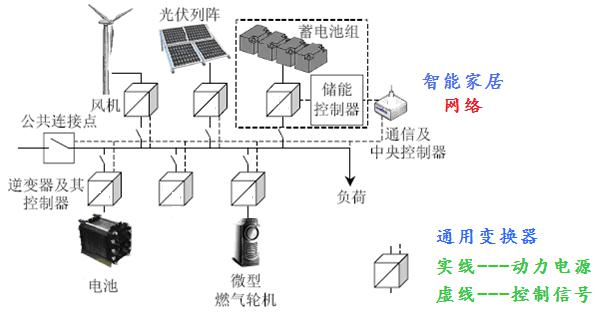 光伏列阵
蓄电池组
风机
储能
控制器
智能家居
网络
公共连接点
通信及
中央控制器
逆变器及其
控制器
负荷
电池
微型
燃气轮机
通用变换器
实线---动力电源
虚线---控制信号